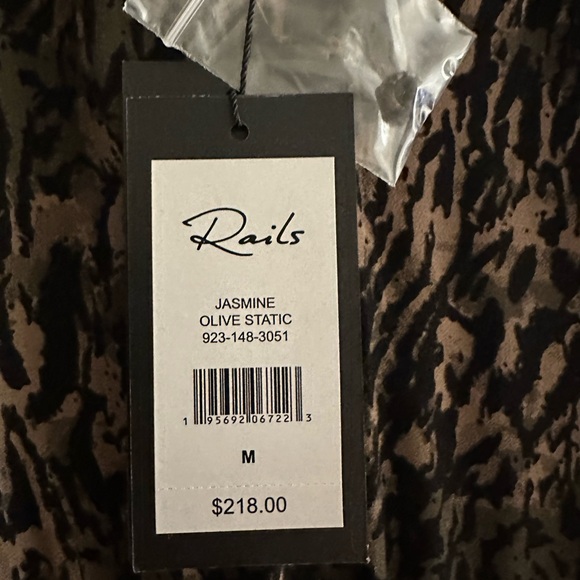 Rails
JASMINE
OLIVE STATIC
923-148-3051
1 95692 06722 3
M
$218.00